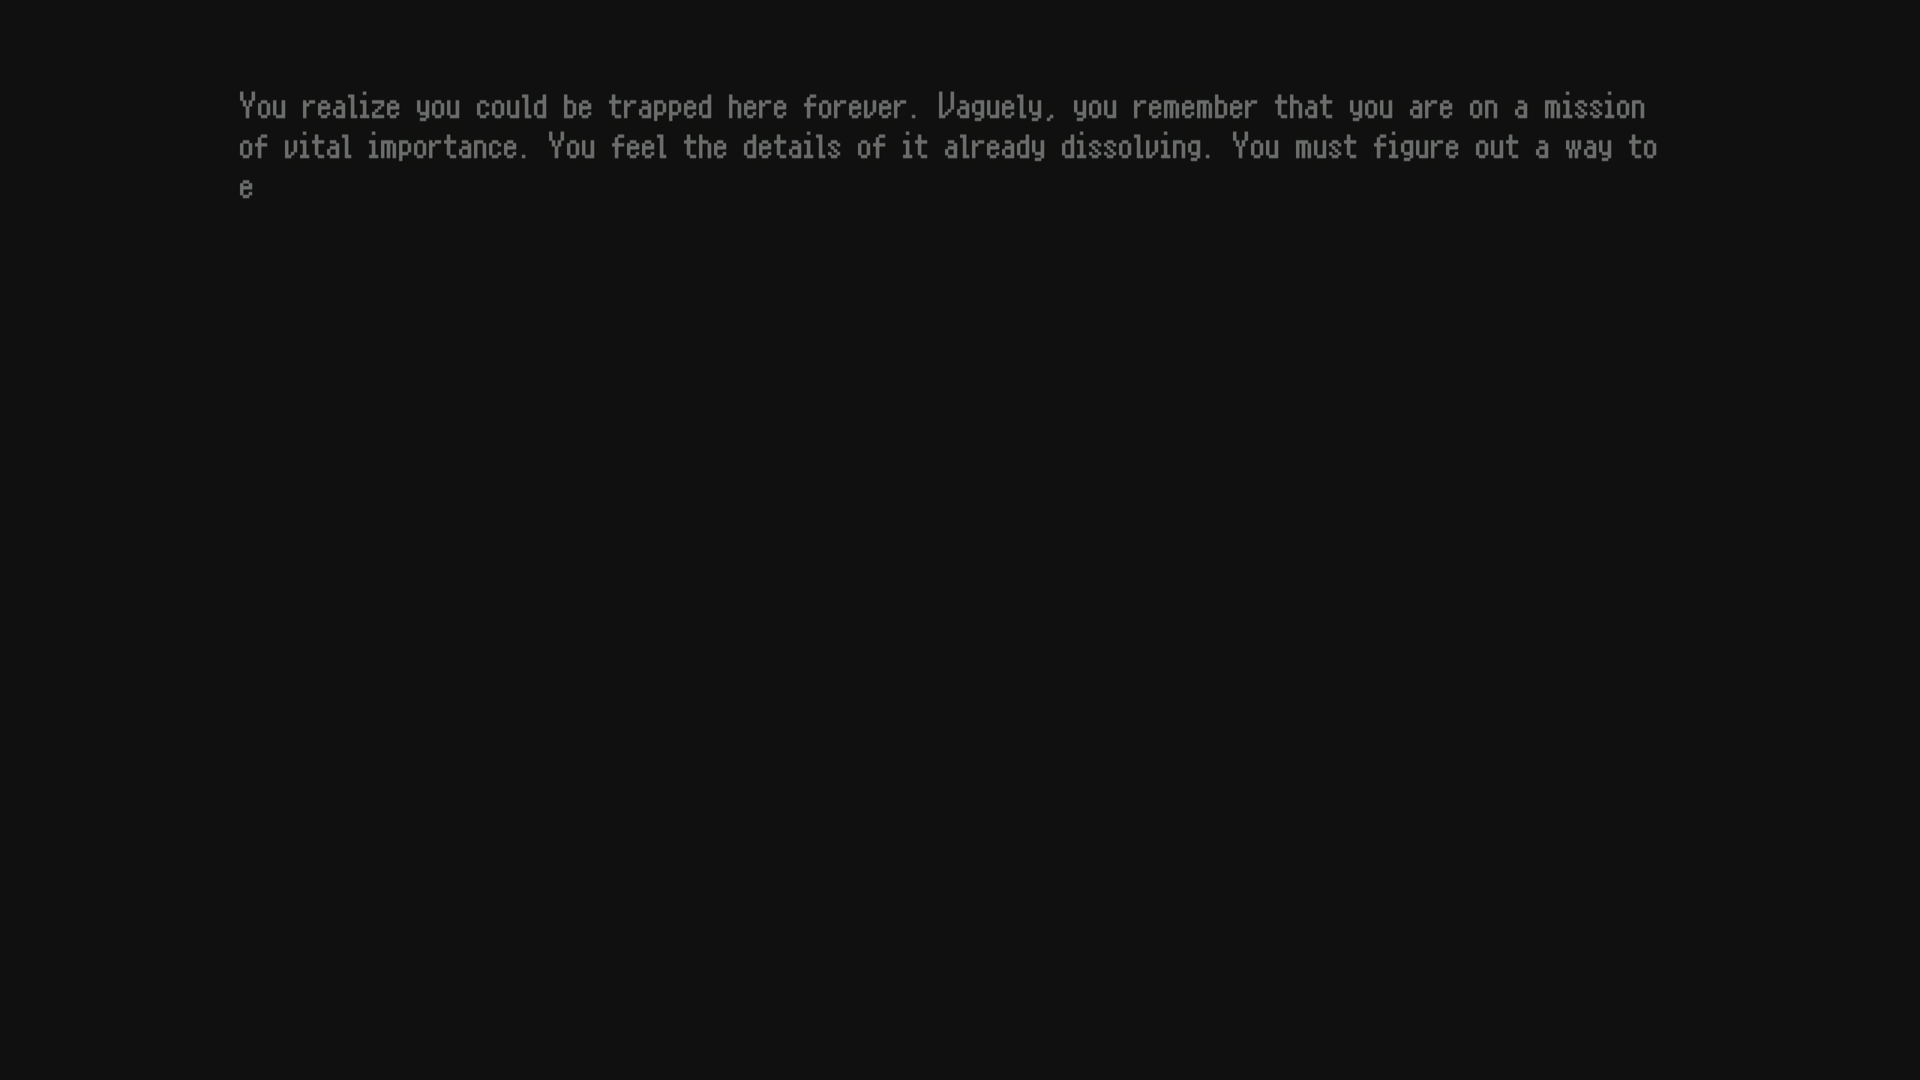 You realize you could be trapped here forever. Vaguely, you remember that you are on a mission
of vital importance. You feel the details of it already dissolving. You must figure out a way to
e